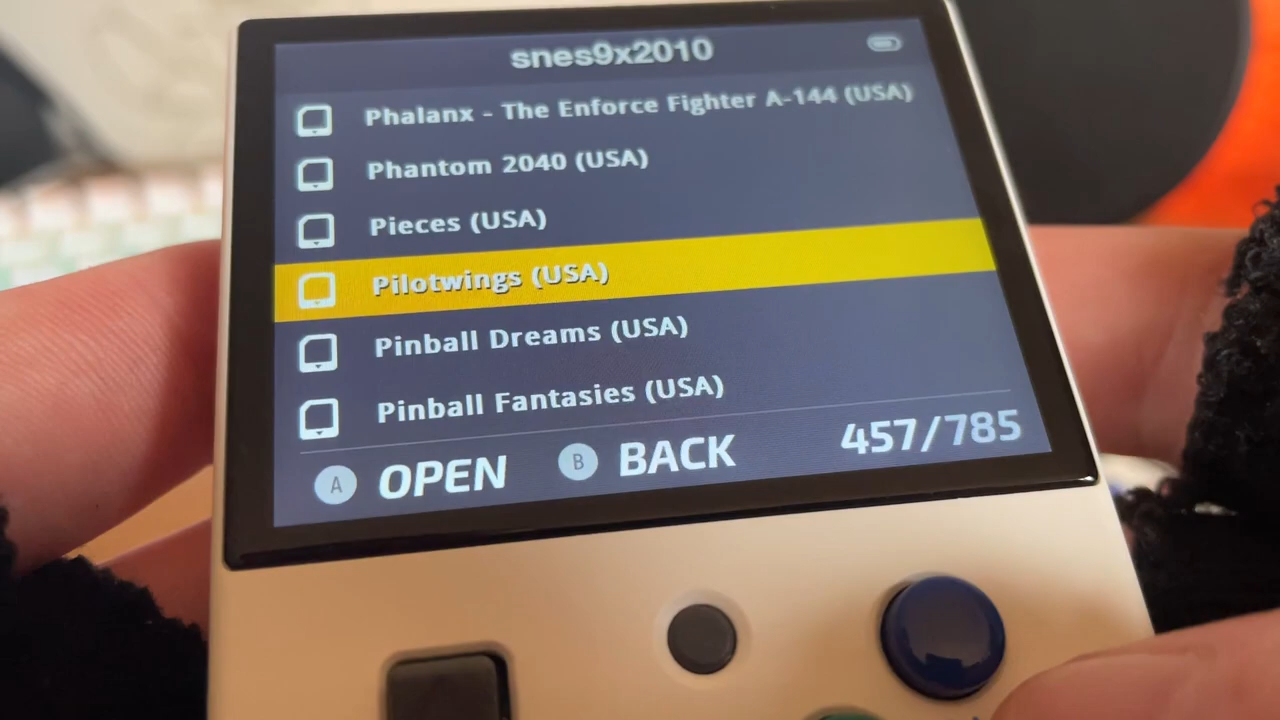 snes9x2010
Phalanx - The Enforce Fighter A-144 (USA)
Phantom 2040 (USA)
Pieces (USA)
Pilotwings (USA)
Pinball Dreams (USA)
Pinball Fantasies (USA)
A OPEN B BACK 457/785